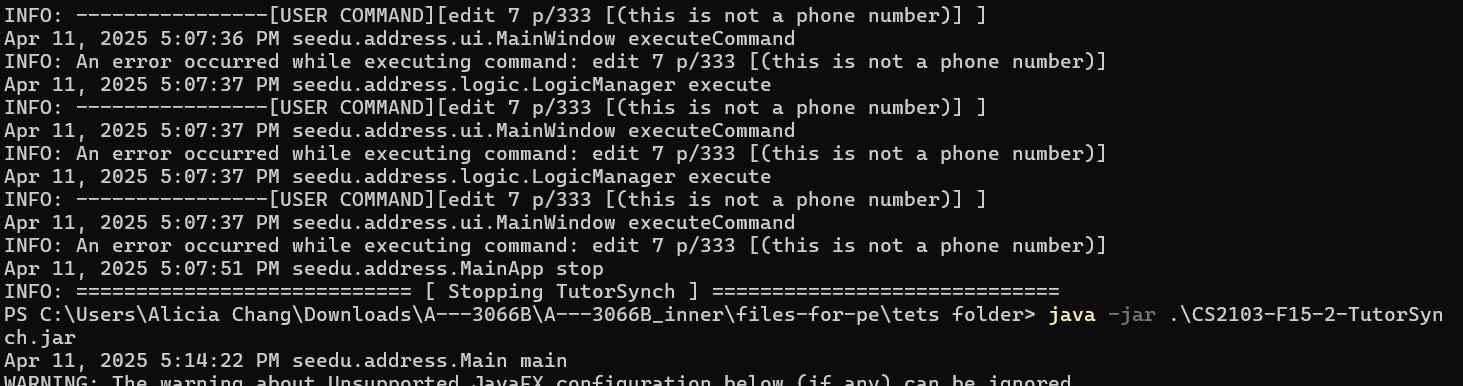 INFO: ----------------[USER COMMAND][edit 7 p/333 [(this is not a phone number)] ]
Apr 11, 2025 5:07:36 PM seedu.address.ui.MainWindow executeCommand
INFO: An error occurred while executing command: edit 7 p/333 [(this is not a phone number)]
Apr 11, 2025 5:07:37 PM seedu.address.logic.LogicManager execute
INFO: ----------------[USER COMMAND][edit 7 p/333 [(this is not a phone number)] ]
Apr 11, 2025 5:07:37 PM seedu.address.ui.MainWindow executeCommand
INFO: An error occurred while executing command: edit 7 p/333 [(this is not a phone number)]
Apr 11, 2025 5:07:37 PM seedu.address.logic.LogicManager execute
INFO: ----------------[USER COMMAND][edit 7 p/333 [(this is not a phone number)] ]
Apr 11, 2025 5:07:37 PM seedu.address.ui.MainWindow executeCommand
INFO: An error occurred while executing command: edit 7 p/333 [(this is not a phone number)]
Apr 11, 2025 5:07:51 PM seedu.address.MainApp stop
INFO: ============================ [ Stopping TutorSynch ] =============================
PS C:\Users\Alicia Chang\Downloads\A---3066B\A---3066B_inner\files-for-pe\tets folder> java -jar .\CS2103-F15-2-TutorSyn
ch.jar
Apr 11, 2025 5:14:22 PM seedu.address.Main main
WARNING: The warning about Unsupported JavaFX configuration below (if any) can be ignored